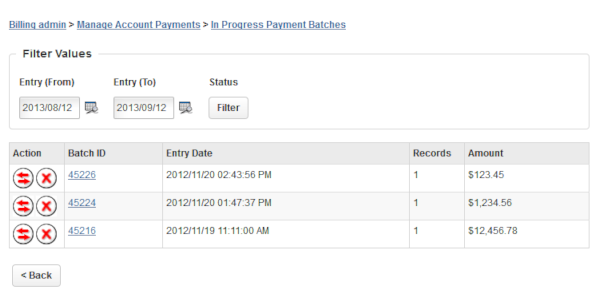 Billing admin > Manage Account Payments > In Progress Payment Batches
Filter Values
Entry (From) Entry (To) Status
2013/08/12 2013/09/12 Filter
Action Batch ID Entry Date Records Amount
45226 2012/11/20 02:43:56 PM 1 $123.45
45224 2012/11/20 01:47:37 PM 1 $1,234.56
45216 2012/11/19 11:11:00 AM 1 $12,456.78
< Back